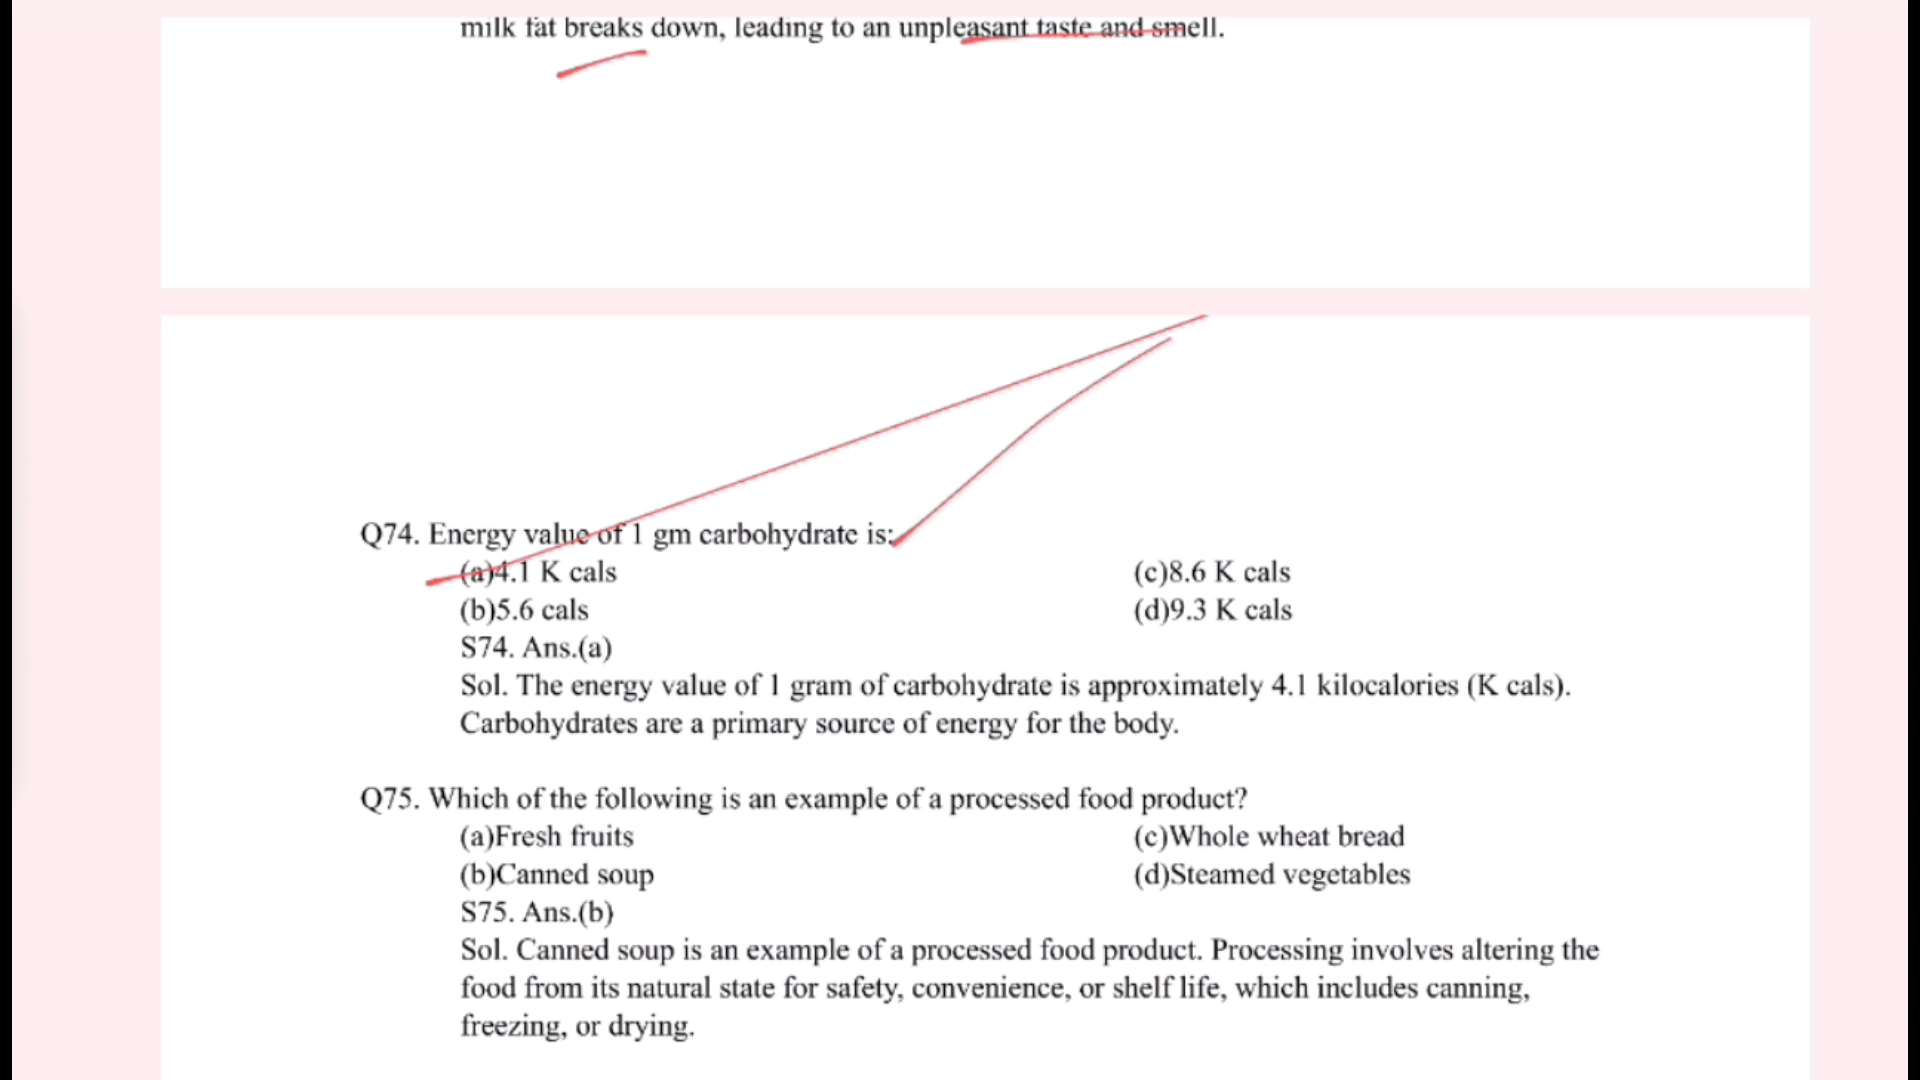 milk fat breaks down, leading to an unpleasant taste and smell.
Q74. Energy value of 1 gm carbohydrate is:
(a)4.1 K cals
(c)8.6 K cals
(b)5.6 cals
(d)9.3 K cals
S74. Ans.(a)
Sol. The energy value of 1 gram of carbohydrate is approximately 4.1 kilocalories (K cals).
Carbohydrates are a primary source of energy for the body.
Q75. Which of the following is an example of a processed food product?
(a)Fresh fruits
(c)Whole wheat bread
(b)Canned soup
(d)Steamed vegetables
S75. Ans.(b)
Sol. Canned soup is an example of a processed food product. Processing involves altering the
food from its natural state for safety, convenience, or shelf life, which includes canning,
freezing, or drying.